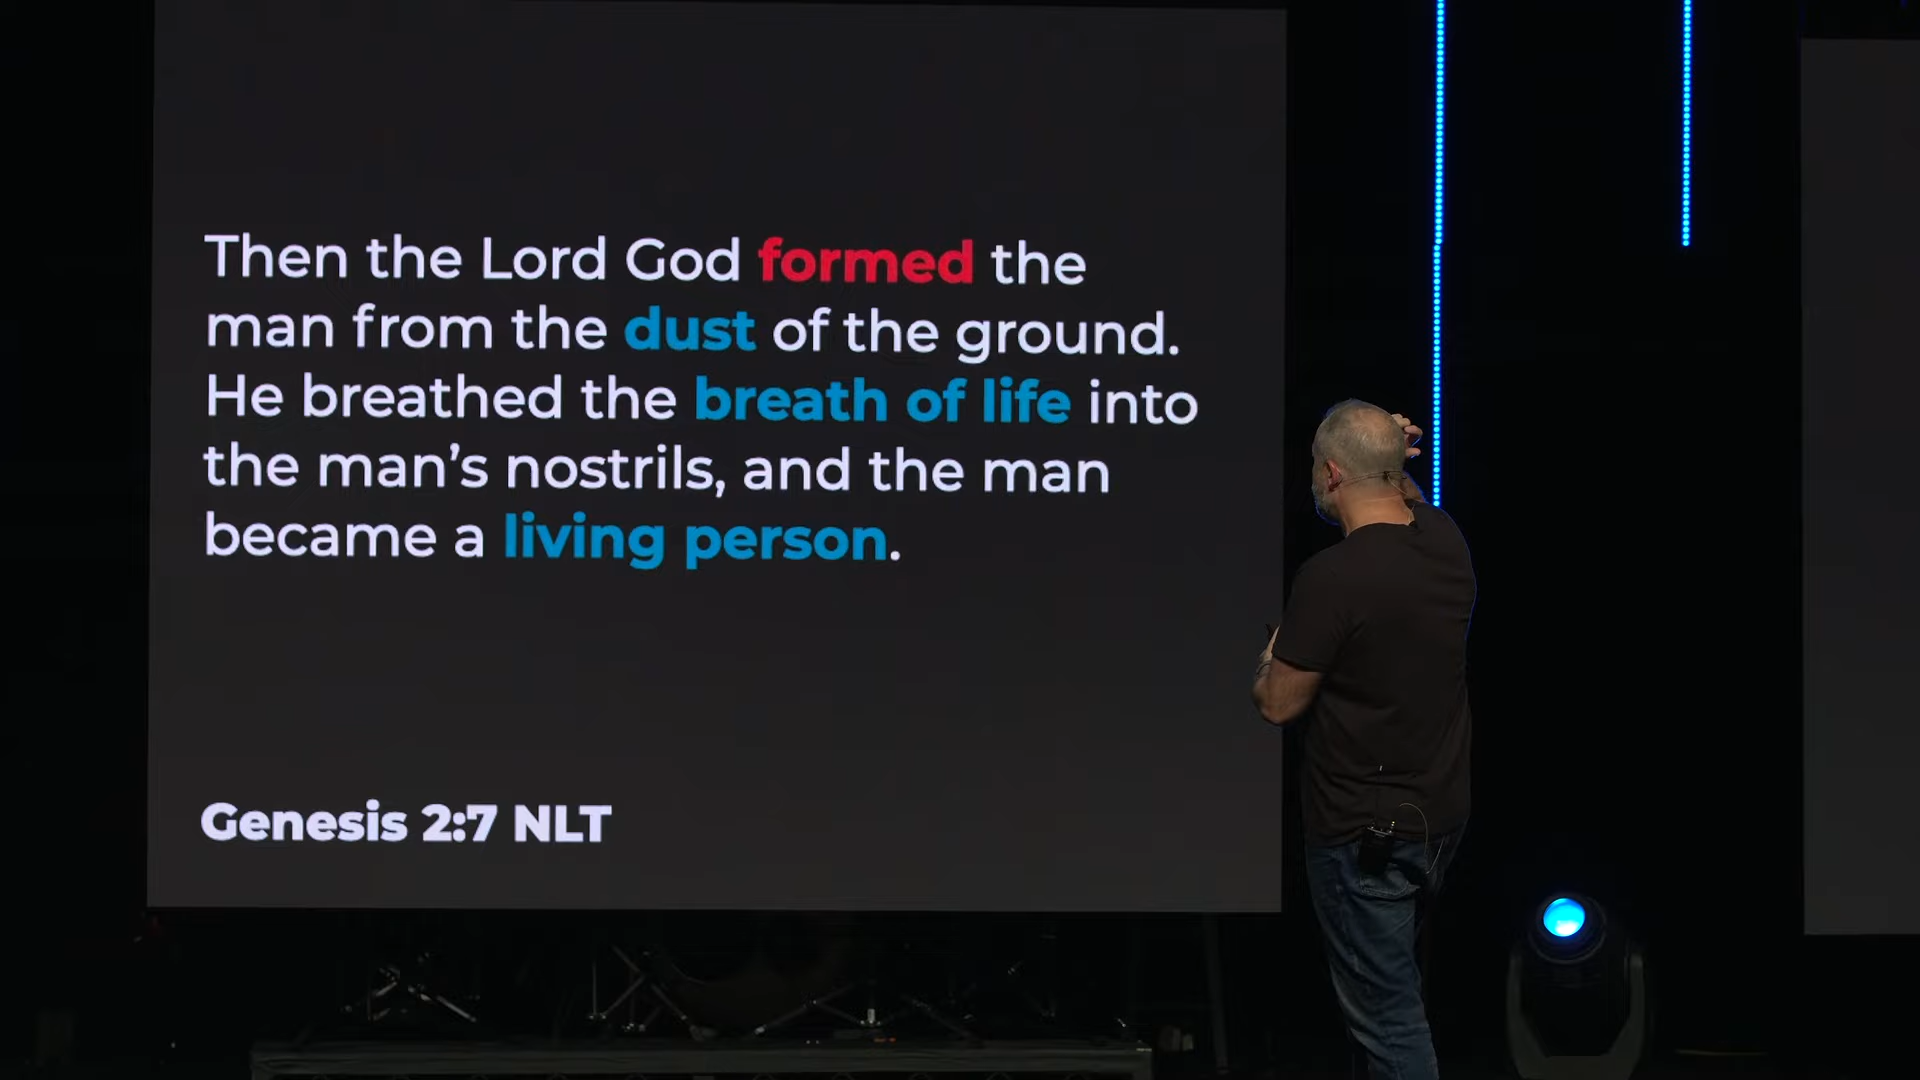 Then the Lord God formed the
man from the dust of the ground.
He breathed the breath of life into
the man’s nostrils, and the man
became a living person.
Genesis 2:7 NLT